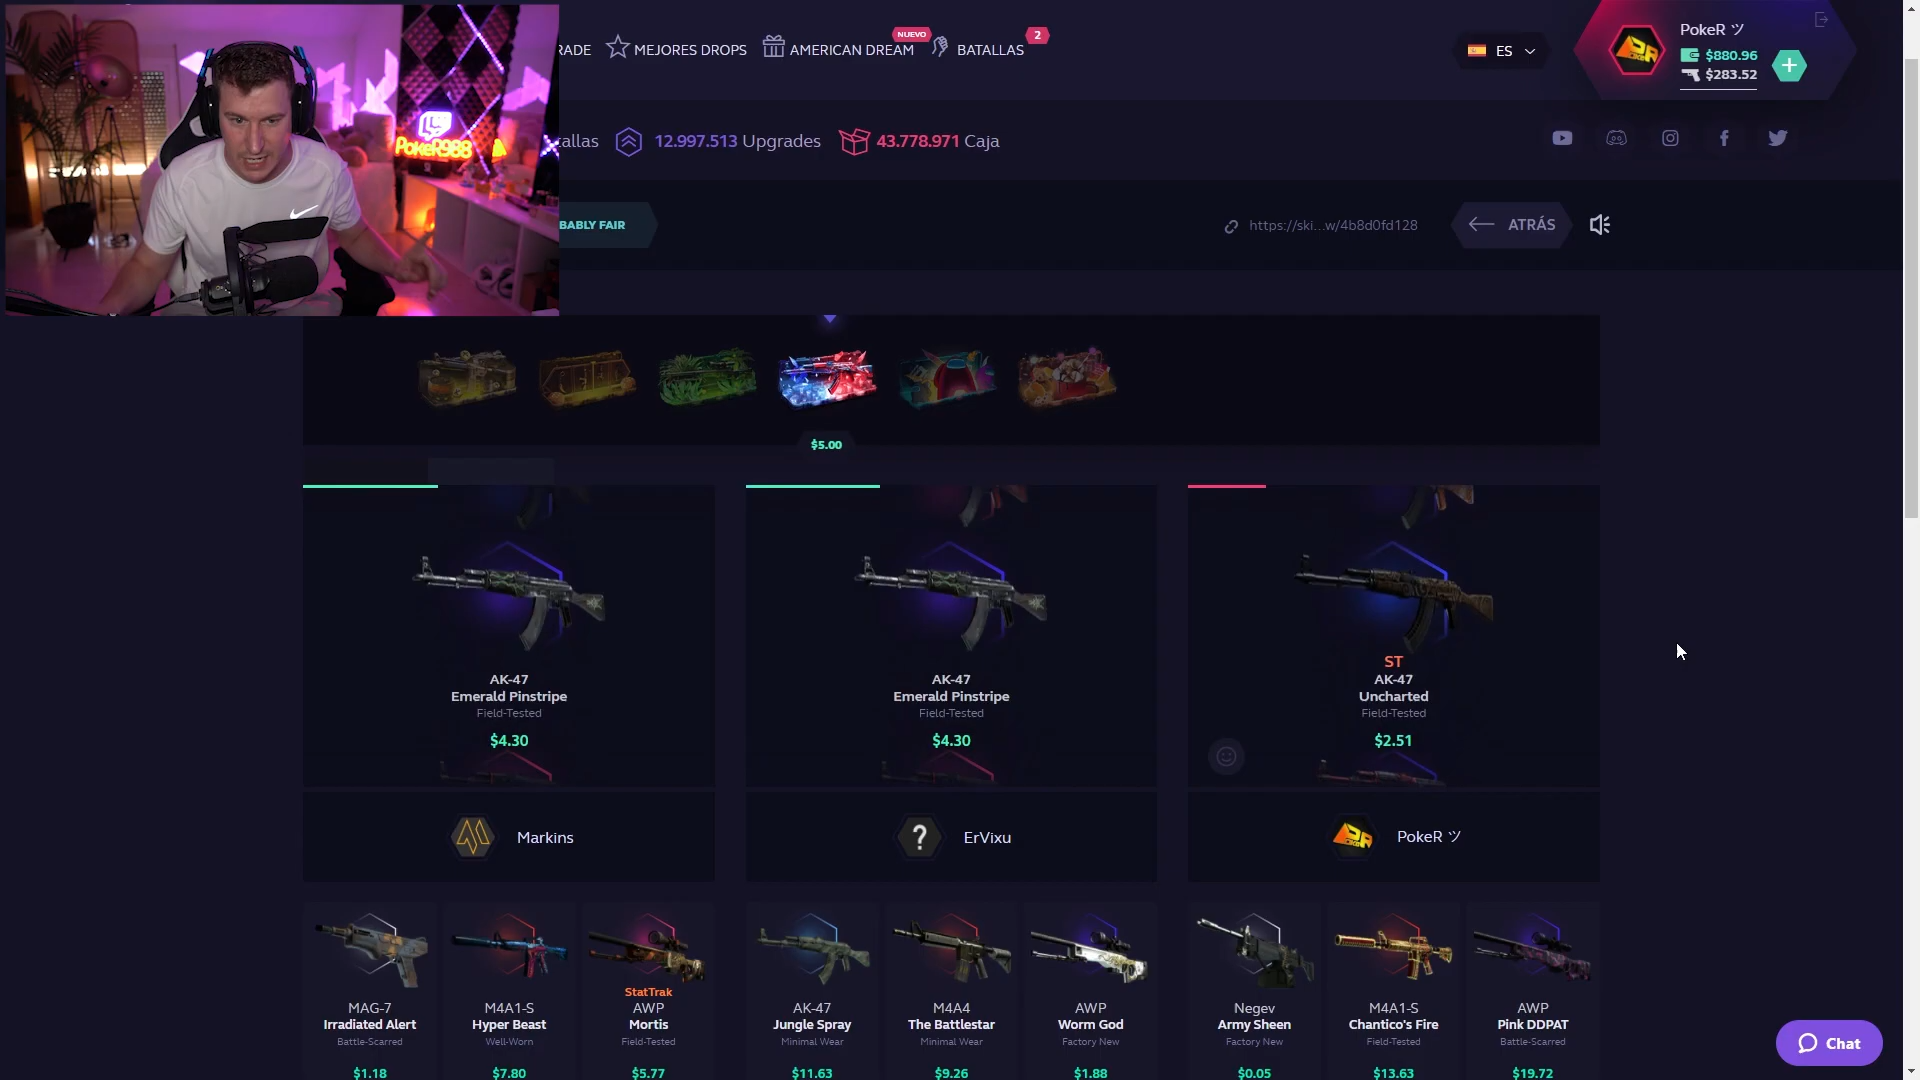 RADE
MEJORES DROPS
NUEVO
AMERICAN DREAM
BATALLAS
2
ES
PokeR ツ
$880.96
$283.52
PokeR988
tallas
12.997.513 Upgrades
43.778.971 Caja
BABLY FAIR
https://ski...w/4b8d0fd128
ATRÁS
$5.00
AK-47
Emerald Pinstripe
Field-Tested
$4.30
AK-47
Emerald Pinstripe
Field-Tested
$4.30
ST
AK-47
Uncharted
Field-Tested
$2.51
Markins
?
ErVixu
PokeR ツ
MAG-7
Irradiated Alert
Battle-Scarred
$1.18
M4A1-S
Hyper Beast
Well-Worn
$7.80
StatTrak
AWP
Mortis
Field-Tested
$5.77
AK-47
Jungle Spray
Minimal Wear
$11.63
M4A4
The Battlestar
Minimal Wear
$9.26
AWP
Worm God
Factory New
$1.88
Negev
Army Sheen
Factory New
$0.05
M4A1-S
Chantico's Fire
Field-Tested
$13.63
AWP
Pink DDPAT
Battle-Scarred
$19.72
Chat